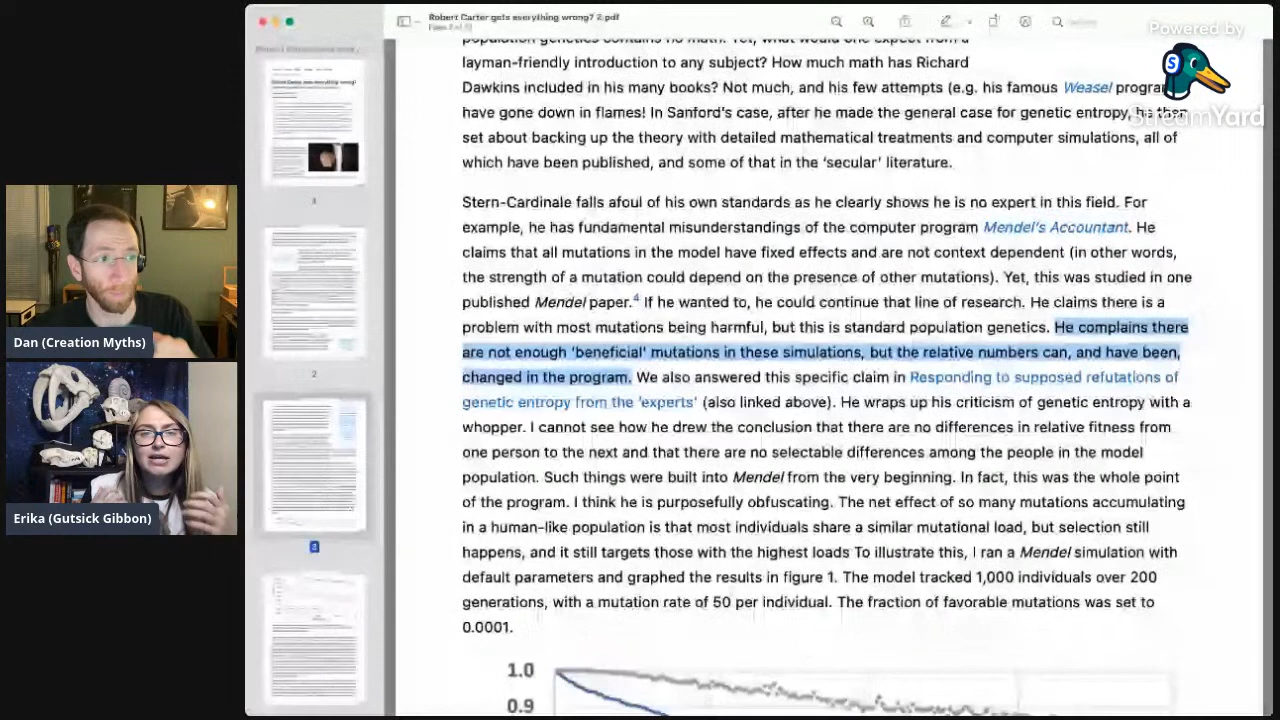 Robert Carter gets everything wrong? 2.pdf
Powered by
StreamYard
population genetics contains no math. Yet, what would one expect from a
layman-friendly introduction to any idea? How much math has Richard
Dawkins included in his many books? Not much, and his few attempts (e.g. his famous Weasel program)
have gone down in flames! In Sanford's case, after he made the general case for genetic entropy, he then
set about beefing up the theory with detailed mathematical treatments and computer simulations, all of
which have been published, and some of that in the 'secular' literature.
Stern-Cardinale falls afoul of his own standards as he clearly shows he is no expert in this field. For
example, he has fundamental misunderstandings of the computer program Mendel's Accountant. He
claims that all mutations in the model have fixed effects and are not context dependent (in other words,
the strength of a mutation could depend on the presence of other mutations). Yet, this was studied in one
published Mendel paper.4 If he wanted to, he could continue that line of research. He claims there is a
problem with most mutations being small, but this is standard population genetics. He complains there
are not enough 'beneficial' mutations in these simulations, but the relative numbers can, and have been,
changed in the program. We also answered this specific claim in Responding to supposed refutations of
genetic entropy from the 'experts' (also linked above). He wraps up his criticism of genetic entropy with a
whopper. I cannot see how he drew the conclusion that there are no differences in relative fitness from
one person to the next and that there are no selectable differences among the people in the model
population. Such things were built into Mendel from the very beginning. In fact, this was the whole point
of the program. I think he is purposefully obfuscating. The net effect of so many mutations accumulating
in a human-like population is that most individuals share a similar mutational load, but selection still
happens, and it still targets those with the highest loads To illustrate this, I ran a Mendel simulation with
default parameters and graphed the results in figure 1. The model tracked 1,000 individuals over 200
generations, with a mutation rate of per individual. The fraction of favorable mutations was set to
0.0001.
1.0
0.9
2
3
Dan (Creation Myths)
Erika (Gutsick Gibbon)